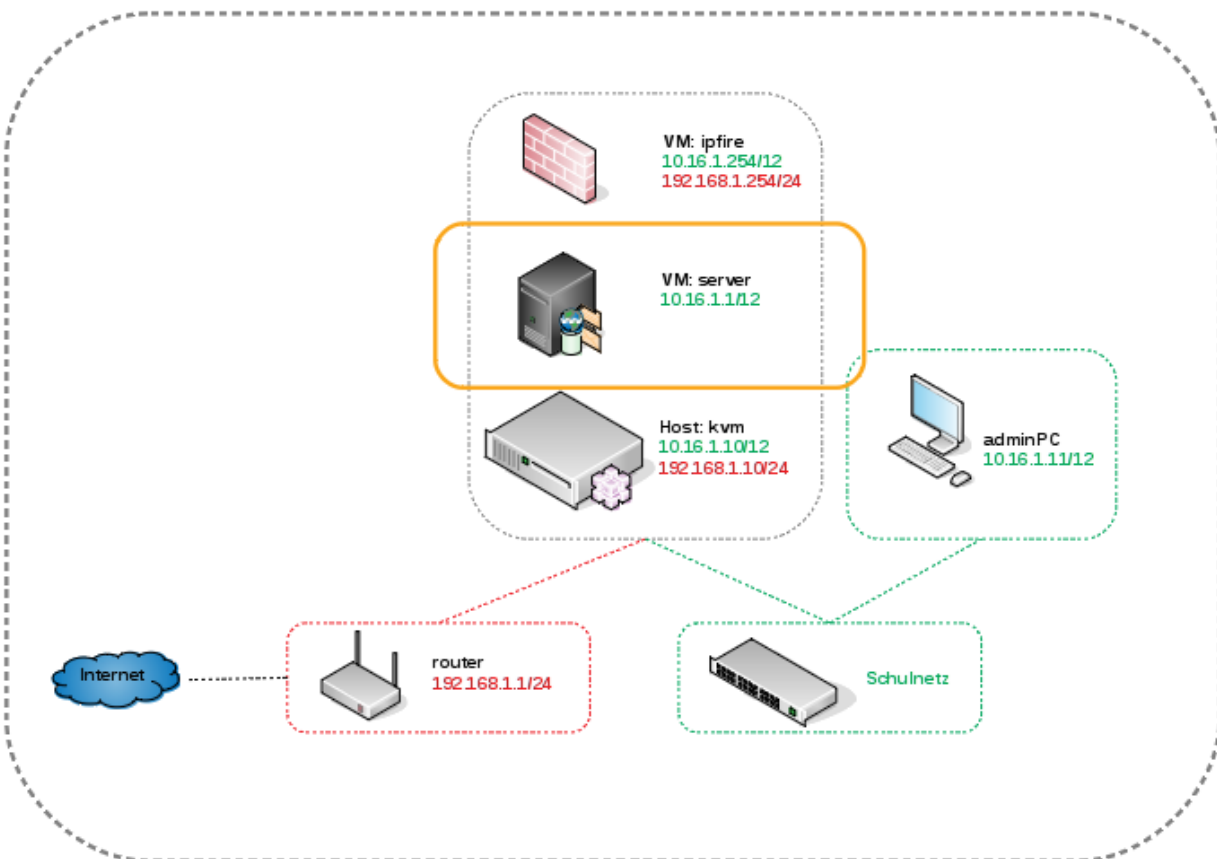 VM: ipfire
10.16.1.254/12
192.168.1.254/24
VM: server
10.16.1.1/12
Host: kvm
10.16.1.10/12
192.168.1.10/24
adminPC
10.16.1.11/12
Internet
router
192.168.1.1/24
Schulnetz